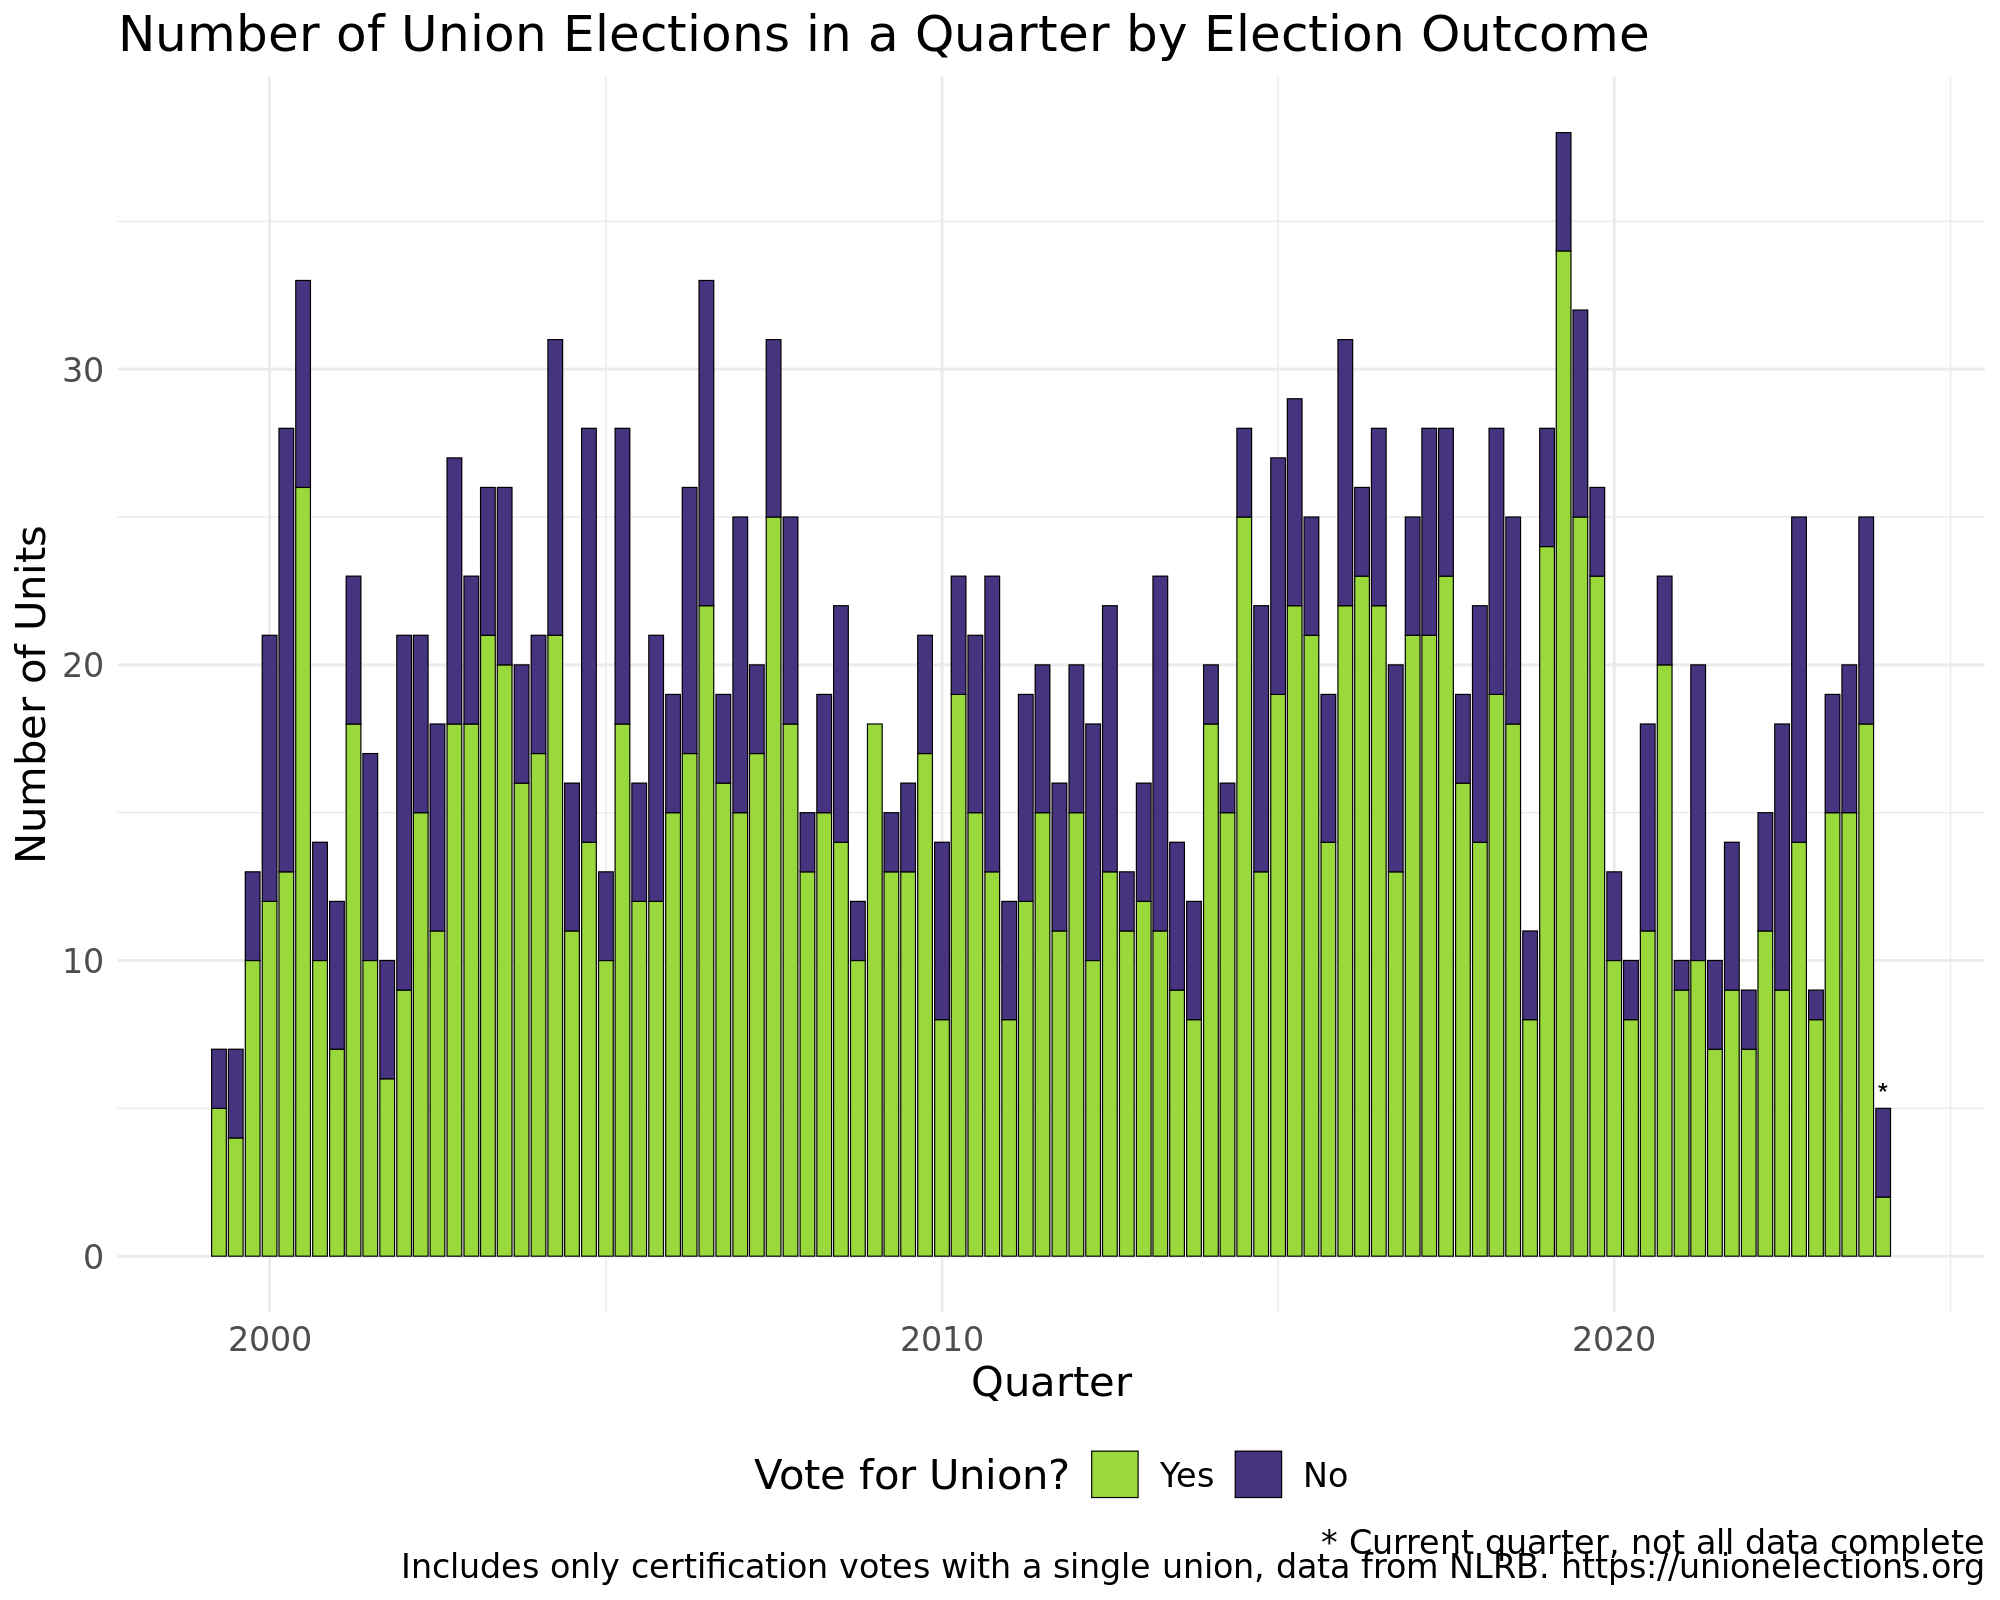 Number of Union Elections in a Quarter by Election Outcome
Number of Units
30
20
10
0
*
2000 2010 2020
Quarter
Vote for Union? Yes No
* Current quarter, not all data complete
Includes only certification votes with a single union, data from NLRB. https://unionelections.org